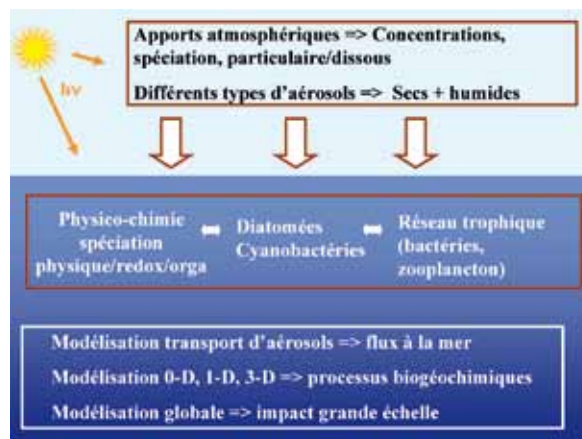 Apports atmosphériques => Concentrations,
spéciation, particulaire/dissous
Différents types d'aérosols => Secs + humides
hν
Physico-chimie
spéciation
physique/redox/orga
Diatomées
Cyanobactéries
Réseau trophique
(bactéries,
zooplancton)
Modélisation transport d'aérosols => flux à la mer
Modélisation 0-D, 1-D, 3-D => processus biogéochimiques
Modélisation globale => impact grande échelle